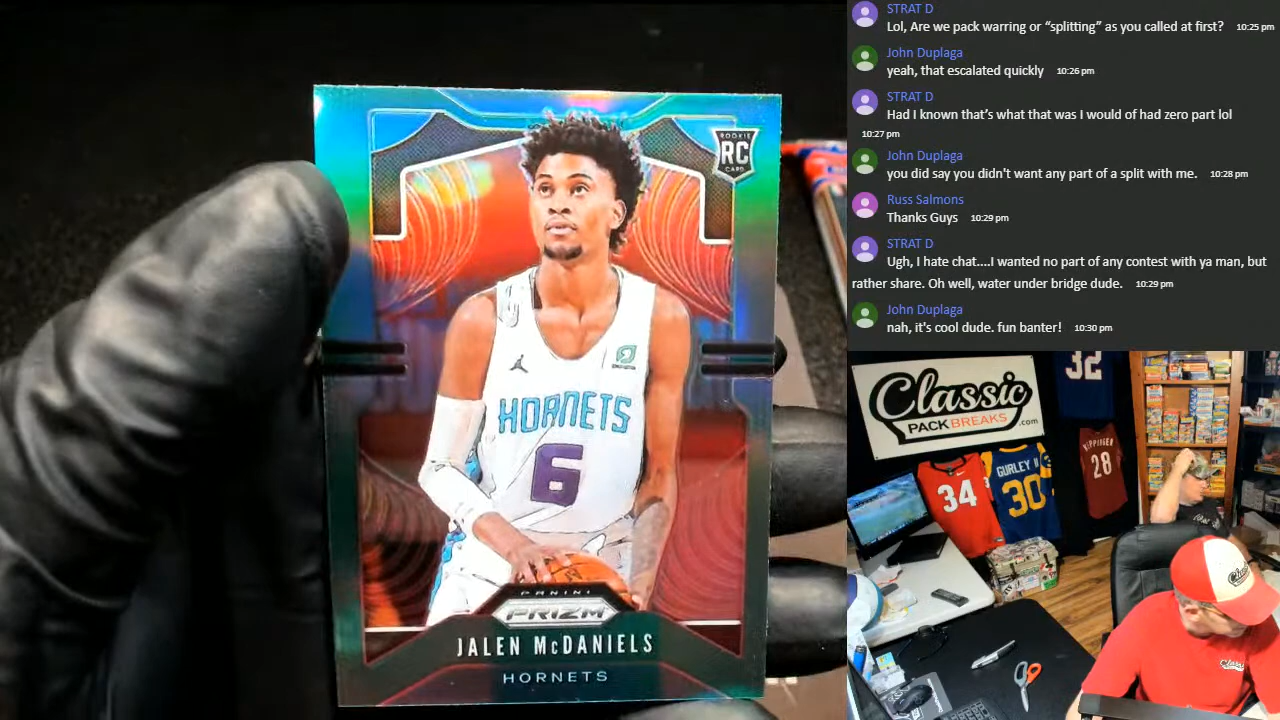 ROOKIE
RC
CARD
HORNETS
6
PANINI
PRIZM
JALEN McDANIELS
HORNETS
STRAT D
Lol, Are we pack warring or “splitting” as you called at first? 10:25 pm
John Duplaga
yeah, that escalated quickly 10:26 pm
STRAT D
Had I known that’s what that was I would of had zero part lol
10:27 pm
John Duplaga
you did say you didn't want any part of a split with me. 10:28 pm
Russ Salmons
Thanks Guys 10:29 pm
STRAT D
Ugh, I hate chat....I wanted no part of any contest with ya man, but
rather share. Oh well, water under bridge dude. 10:29 pm
John Duplaga
nah, it's cool dude. fun banter! 10:30 pm
Classic
PACK BREAKS.com
32
34
GURLEY II
30
28
Classic